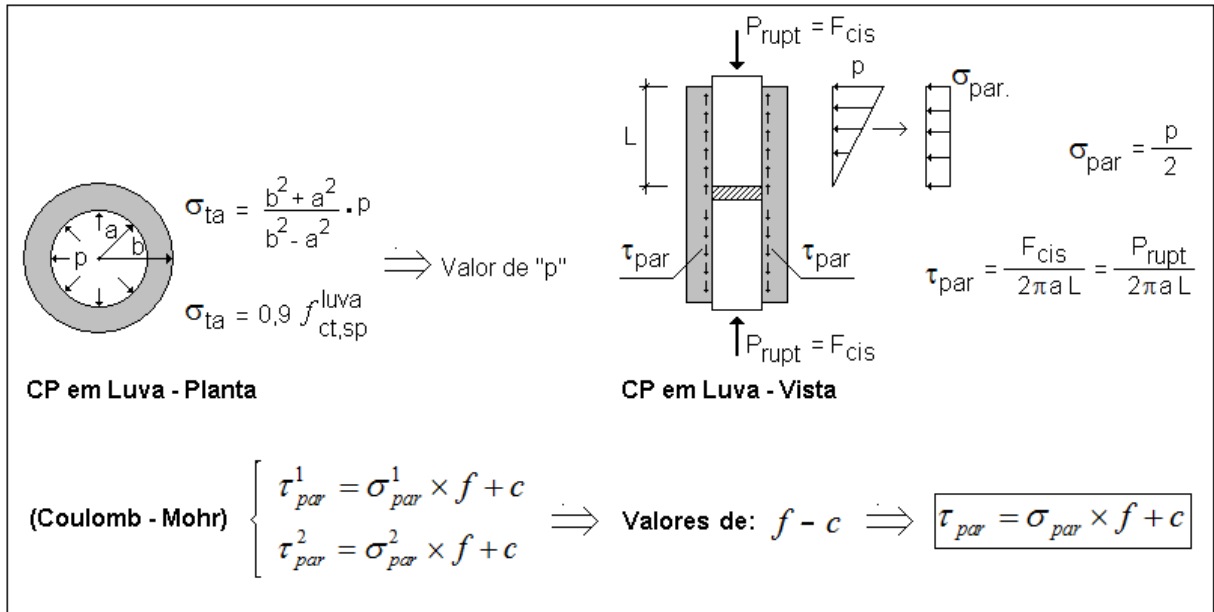 P_rupt = F_cis
p
σ_par.
L
σ_par = p / 2
a
b
p
σ_ta = (b² + a²) / (b² - a²) . p
⇒ Valor de "p"
σ_ta = 0,9 f_ct,sp^luva
τ_par
τ_par
τ_par = F_cis / 2πa L = P_rupt / 2πa L
P_rupt = F_cis
CP em Luva - Planta
CP em Luva - Vista
(Coulomb - Mohr) { τ¹_par = σ¹_par × f + c
τ²_par = σ²_par × f + c
⇒ Valores de: f – c ⇒ τ_par = σ_par × f + c